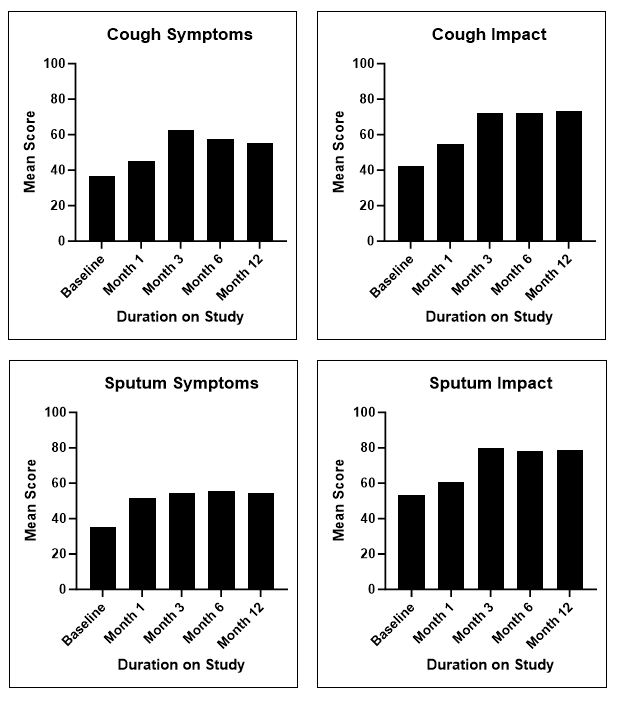 Cough Symptoms
100
80
60
40
20
0
Mean Score
Baseline
Month 1
Month 3
Month 6
Month 12
Duration on Study
Cough Impact
100
80
60
40
20
0
Mean Score
Baseline
Month 1
Month 3
Month 6
Month 12
Duration on Study
Sputum Symptoms
100
80
60
40
20
0
Mean Score
Baseline
Month 1
Month 3
Month 6
Month 12
Duration on Study
Sputum Impact
100
80
60
40
20
0
Mean Score
Baseline
Month 1
Month 3
Month 6
Month 12
Duration on Study